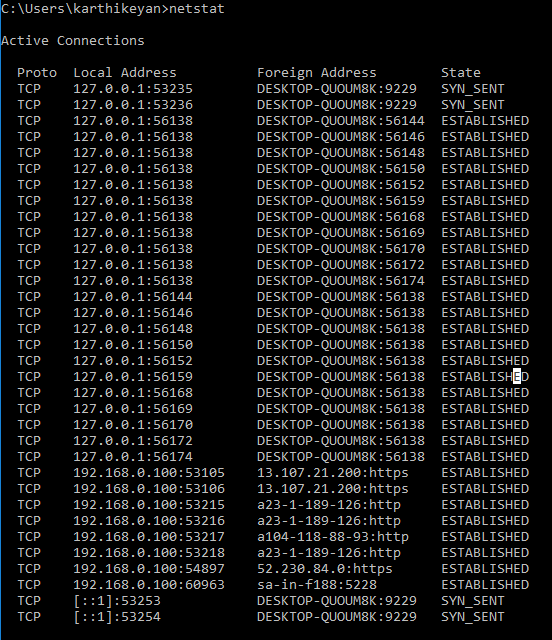 C:\Users\karthikeyan>netstat
Active Connections
Proto Local Address Foreign Address State
TCP 127.0.0.1:53235 DESKTOP-QUOUM8K:9229 SYN_SENT
TCP 127.0.0.1:53236 DESKTOP-QUOUM8K:9229 SYN_SENT
TCP 127.0.0.1:56138 DESKTOP-QUOUM8K:56144 ESTABLISHED
TCP 127.0.0.1:56138 DESKTOP-QUOUM8K:56146 ESTABLISHED
TCP 127.0.0.1:56138 DESKTOP-QUOUM8K:56148 ESTABLISHED
TCP 127.0.0.1:56138 DESKTOP-QUOUM8K:56150 ESTABLISHED
TCP 127.0.0.1:56138 DESKTOP-QUOUM8K:56152 ESTABLISHED
TCP 127.0.0.1:56138 DESKTOP-QUOUM8K:56159 ESTABLISHED
TCP 127.0.0.1:56138 DESKTOP-QUOUM8K:56168 ESTABLISHED
TCP 127.0.0.1:56138 DESKTOP-QUOUM8K:56169 ESTABLISHED
TCP 127.0.0.1:56138 DESKTOP-QUOUM8K:56170 ESTABLISHED
TCP 127.0.0.1:56138 DESKTOP-QUOUM8K:56172 ESTABLISHED
TCP 127.0.0.1:56138 DESKTOP-QUOUM8K:56174 ESTABLISHED
TCP 127.0.0.1:56144 DESKTOP-QUOUM8K:56138 ESTABLISHED
TCP 127.0.0.1:56146 DESKTOP-QUOUM8K:56138 ESTABLISHED
TCP 127.0.0.1:56148 DESKTOP-QUOUM8K:56138 ESTABLISHED
TCP 127.0.0.1:56150 DESKTOP-QUOUM8K:56138 ESTABLISHED
TCP 127.0.0.1:56152 DESKTOP-QUOUM8K:56138 ESTABLISHED
TCP 127.0.0.1:56159 DESKTOP-QUOUM8K:56138 ESTABLISHED
TCP 127.0.0.1:56168 DESKTOP-QUOUM8K:56138 ESTABLISHED
TCP 127.0.0.1:56169 DESKTOP-QUOUM8K:56138 ESTABLISHED
TCP 127.0.0.1:56170 DESKTOP-QUOUM8K:56138 ESTABLISHED
TCP 127.0.0.1:56172 DESKTOP-QUOUM8K:56138 ESTABLISHED
TCP 127.0.0.1:56174 DESKTOP-QUOUM8K:56138 ESTABLISHED
TCP 192.168.0.100:53105 13.107.21.200:https ESTABLISHED
TCP 192.168.0.100:53106 13.107.21.200:https ESTABLISHED
TCP 192.168.0.100:53215 a23-1-189-126:http ESTABLISHED
TCP 192.168.0.100:53216 a23-1-189-126:http ESTABLISHED
TCP 192.168.0.100:53217 a104-118-88-93:http ESTABLISHED
TCP 192.168.0.100:53218 a23-1-189-126:http ESTABLISHED
TCP 192.168.0.100:54897 52.230.84.0:https ESTABLISHED
TCP 192.168.0.100:60963 sa-in-f188:5228 ESTABLISHED
TCP [::1]:53253 DESKTOP-QUOUM8K:9229 SYN_SENT
TCP [::1]:53254 DESKTOP-QUOUM8K:9229 SYN_SENT